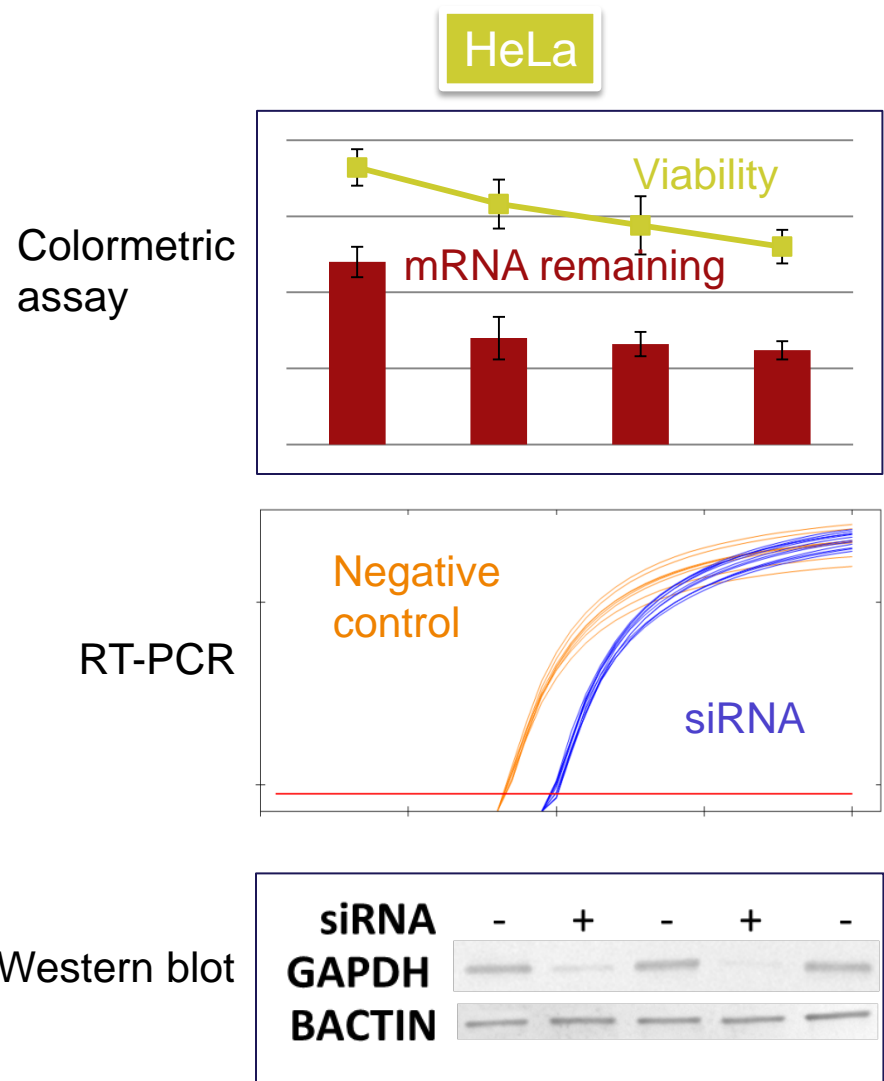 HeLa
Colormetric
assay
Viability
mRNA remaining
RT-PCR
Negative
control
siRNA
Western blot
siRNA - + - + -
GAPDH
BACTIN